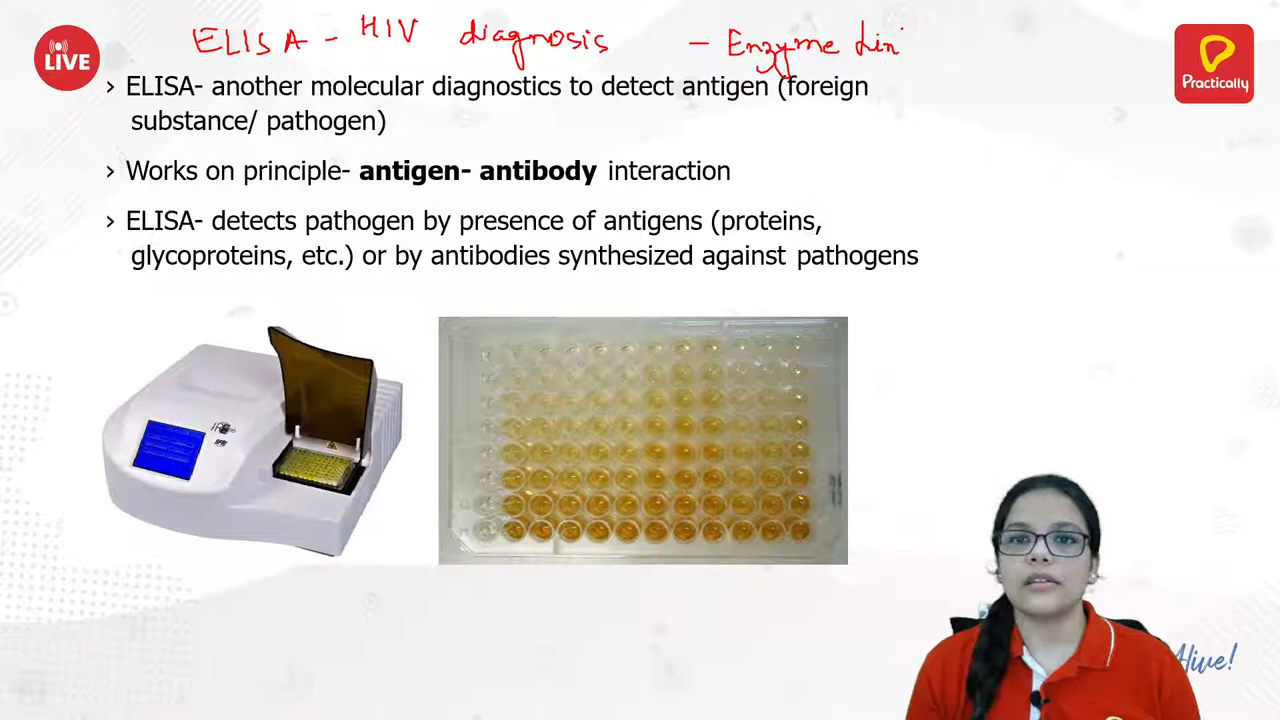 ELISA - HIV diagnosis - Enzyme Lin
LIVE
Practically
› ELISA- another molecular diagnostics to detect antigen (foreign
substance/ pathogen)
› Works on principle- antigen- antibody interaction
› ELISA- detects pathogen by presence of antigens (proteins,
glycoproteins, etc.) or by antibodies synthesized against pathogens
Alive!